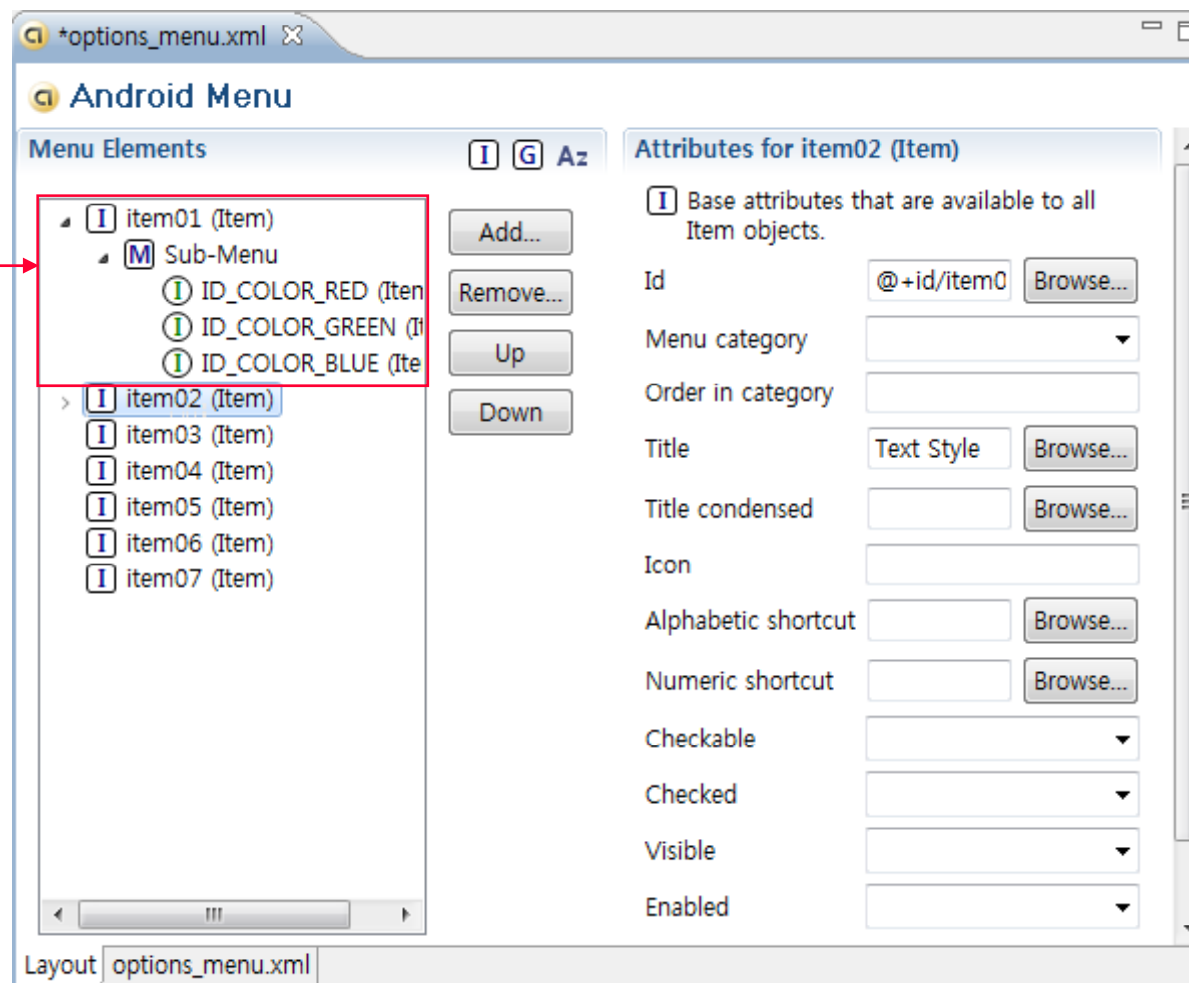 *options_menu.xml
Android Menu
Menu Elements
I G Az
I item01 (Item)
M Sub-Menu
I ID_COLOR_RED (Iten
I ID_COLOR_GREEN (It
I ID_COLOR_BLUE (Ite
I item02 (Item)
I item03 (Item)
I item04 (Item)
I item05 (Item)
I item06 (Item)
I item07 (Item)
Add...
Remove...
Up
Down
Attributes for item02 (Item)
I Base attributes that are available to all
Item objects.
Id @+id/item0 Browse...
Menu category
Order in category
Title Text Style Browse...
Title condensed Browse...
Icon
Alphabetic shortcut Browse...
Numeric shortcut Browse...
Checkable
Checked
Visible
Enabled
Layout options_menu.xml